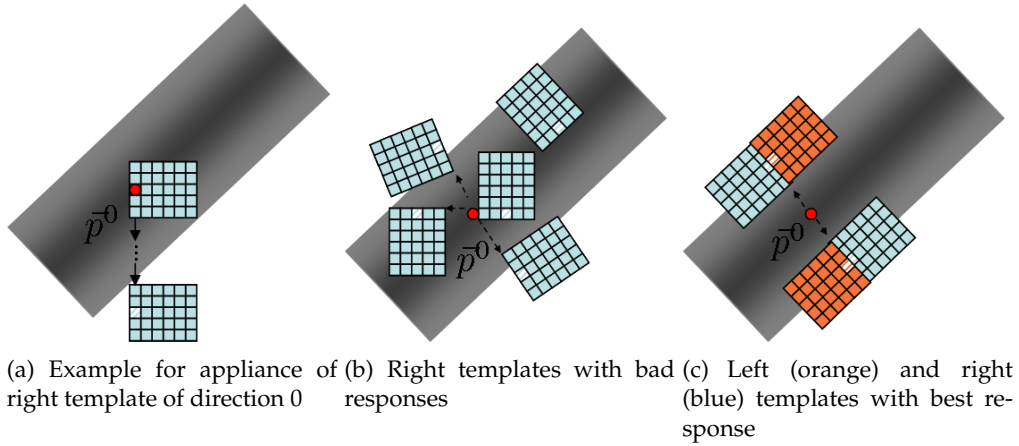 p̄⁰
p̄⁰
p̄⁰
(a) Example for appliance of
right template of direction 0
(b) Right templates with bad
responses
(c) Left (orange) and right
(blue) templates with best re-
sponse